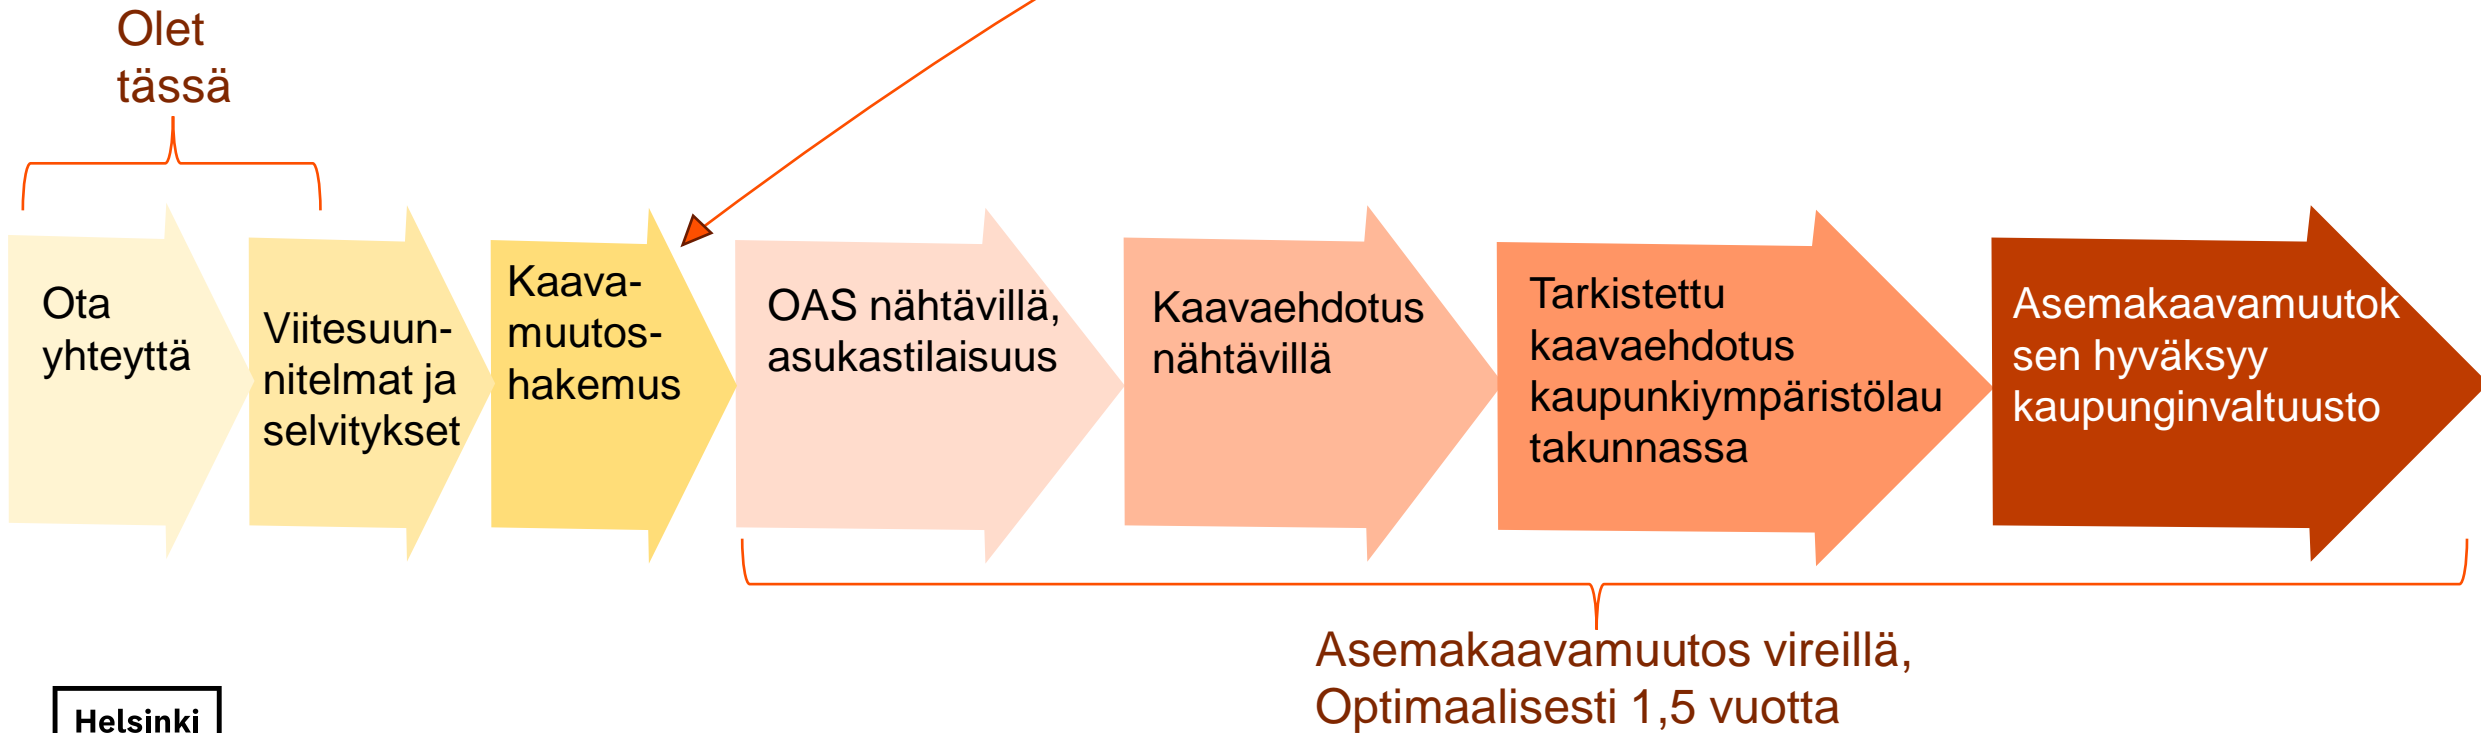 Olet
tässä
Ota
yhteyttä
Viitesuun-
nitelmat ja
selvitykset
Kaava-
muutos-
hakemus
OAS nähtävillä,
asukastilaisuus
Kaavaehdotus
nähtävillä
Tarkistettu
kaavaehdotus
kaupunkiympäristölau
takunnassa
Asemakaavamuutok
sen hyväksyy
kaupunginvaltuusto
Asemakaavamuutos vireillä,
Optimaalisesti 1,5 vuotta
Helsinki